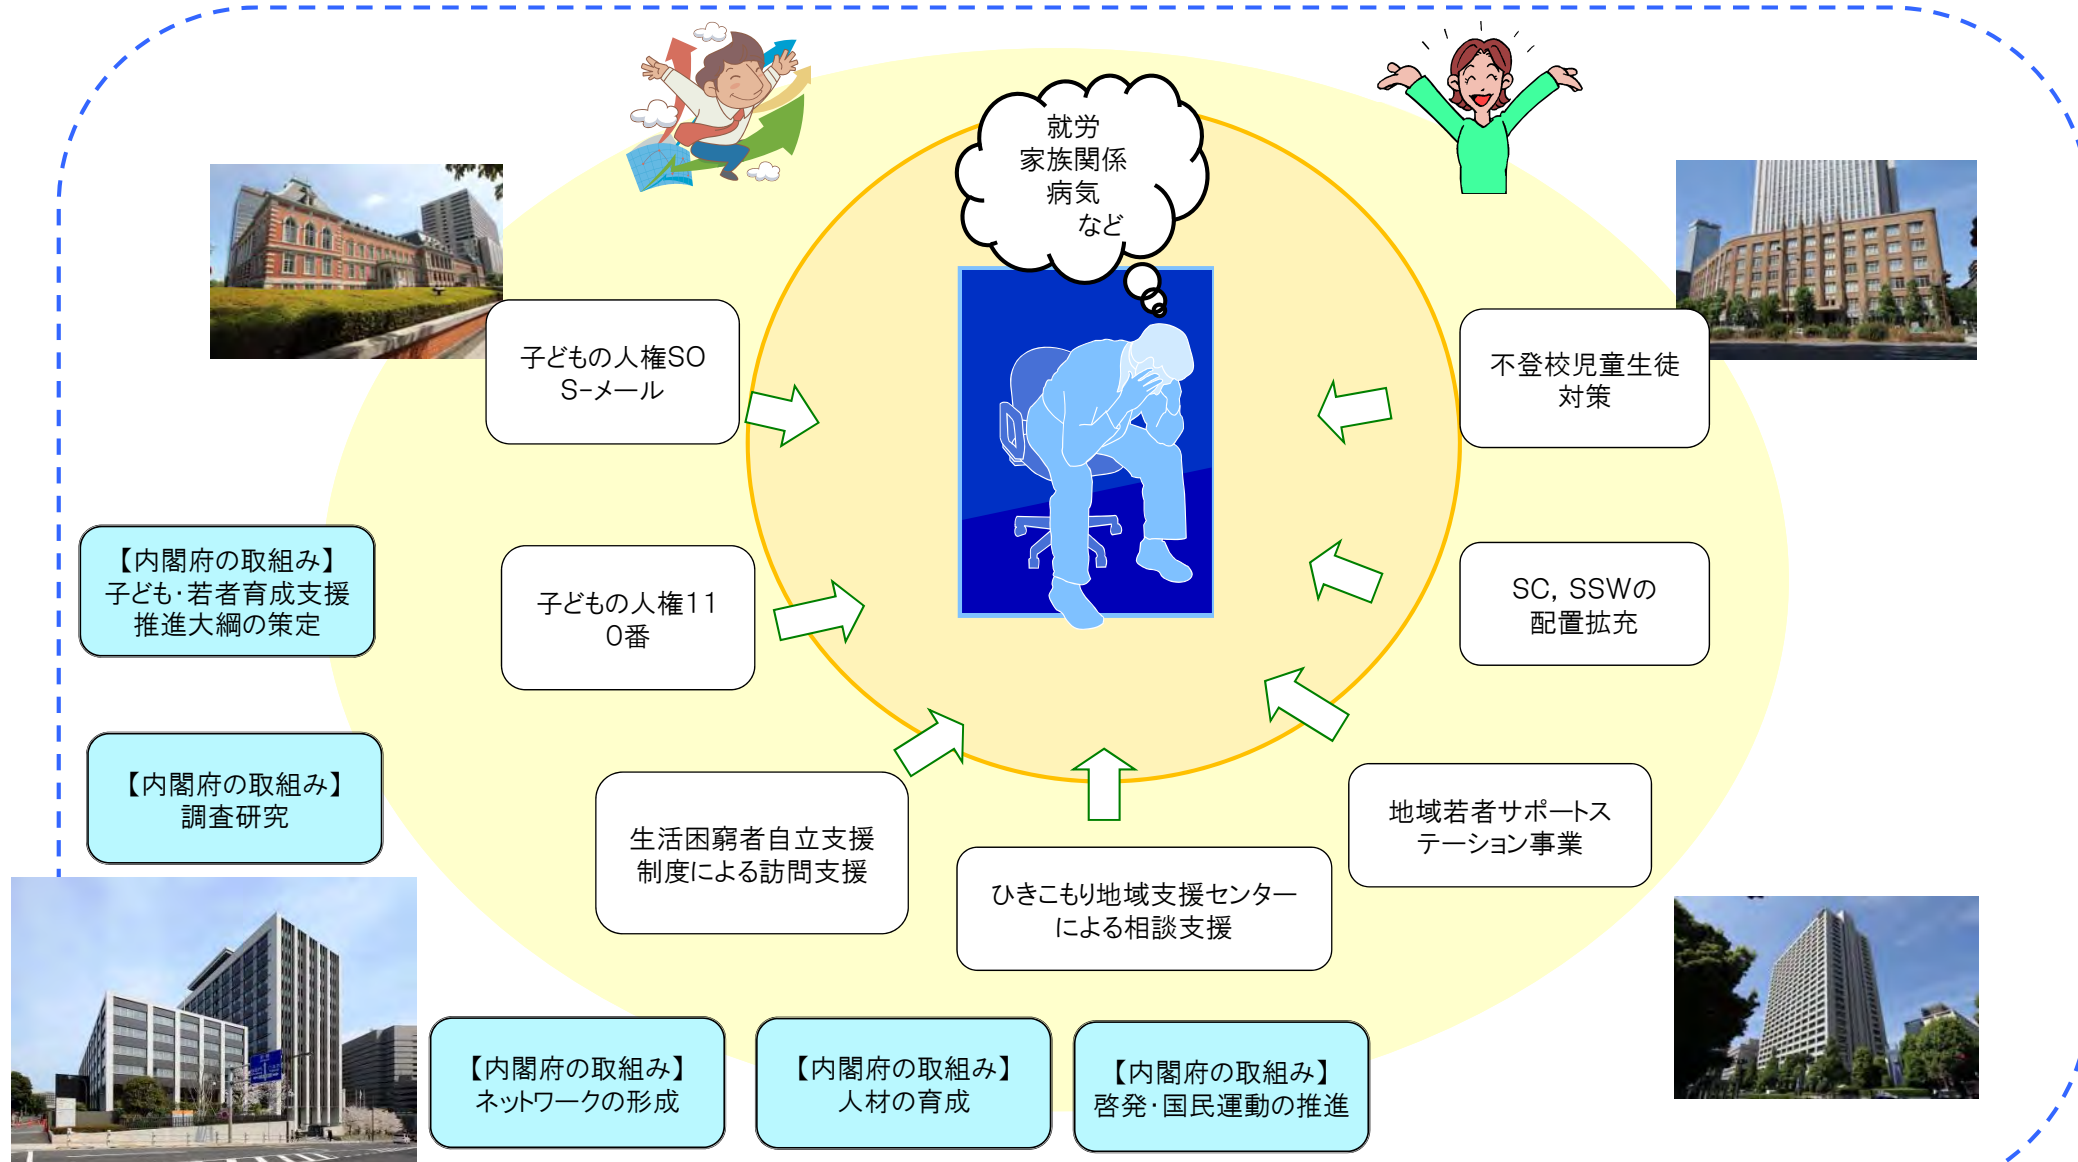 就労
家族関係
病気
など
子どもの人権SO
S-メール
不登校児童生徒
対策
【内閣府の取組み】
子ども・若者育成支援
推進大綱の策定
子どもの人権11
0番
SC, SSWの
配置拡充
【内閣府の取組み】
調査研究
生活困窮者自立支援
制度による訪問支援
ひきこもり地域支援センター
による相談支援
地域若者サポートス
テーション事業
【内閣府の取組み】
ネットワークの形成
【内閣府の取組み】
人材の育成
【内閣府の取組み】
啓発・国民運動の推進